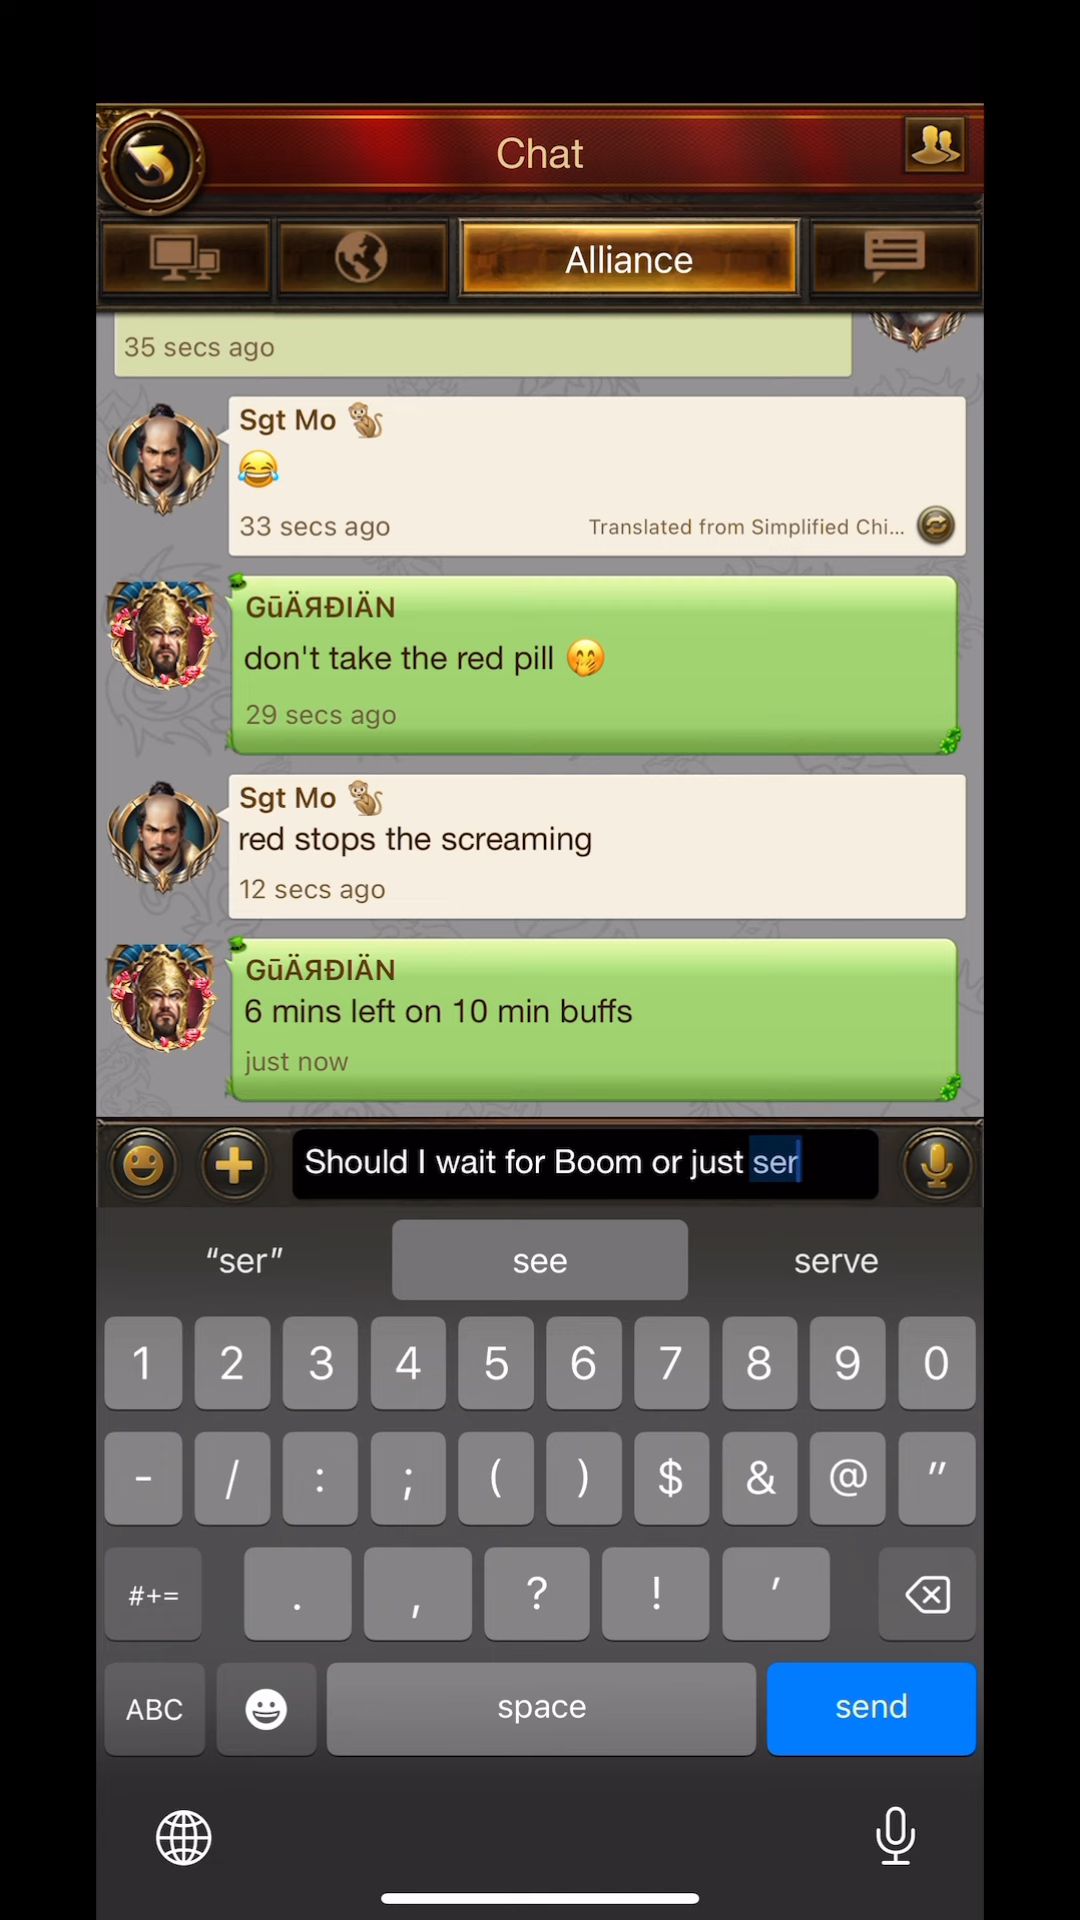 Chat
Alliance
35 secs ago
Sgt Mo 🐒
😂
33 secs ago
Translated from Simplified Chi...
GūÄЯĐIÄN
don't take the red pill 🤭
29 secs ago
Sgt Mo 🐒
red stops the screaming
12 secs ago
GūÄЯĐIÄN
6 mins left on 10 min buffs
just now
Should I wait for Boom or just ser
“ser” see serve
1 2 3 4 5 6 7 8 9 0
- / : ; ( ) $ & @ "
#+= . , ? ! '
ABC space send